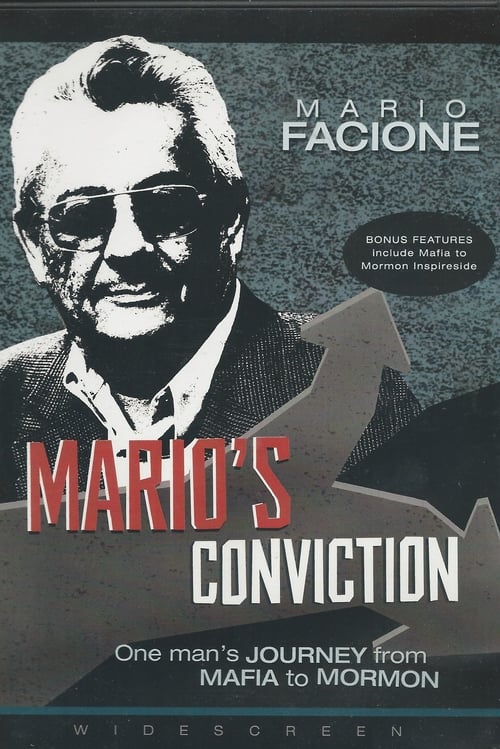 MARIO
FACIONE
BONUS FEATURES
include Mafia to
Mormon Inspireside
MARIO'S
CONVICTION
One man's JOURNEY from
MAFIA to MORMON
WIDESCREEN